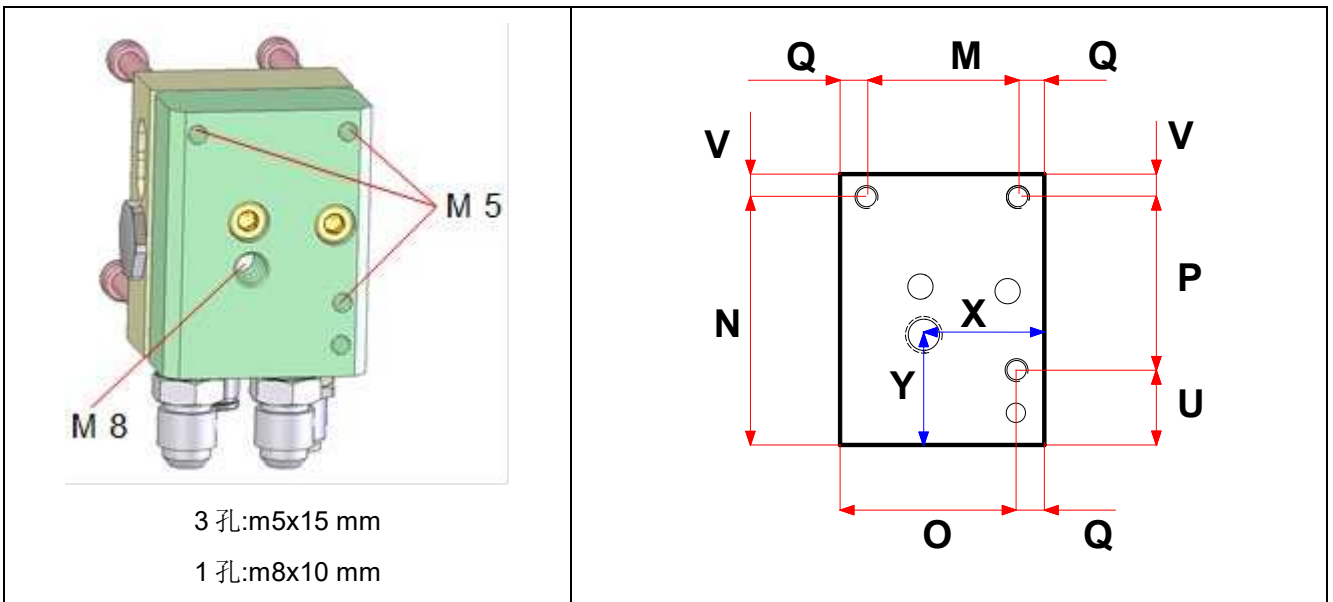 M 5
M 8
3 孔:m5x15 mm
1 孔:m8x10 mm
Q M Q
V V
N X P
Y U
O Q